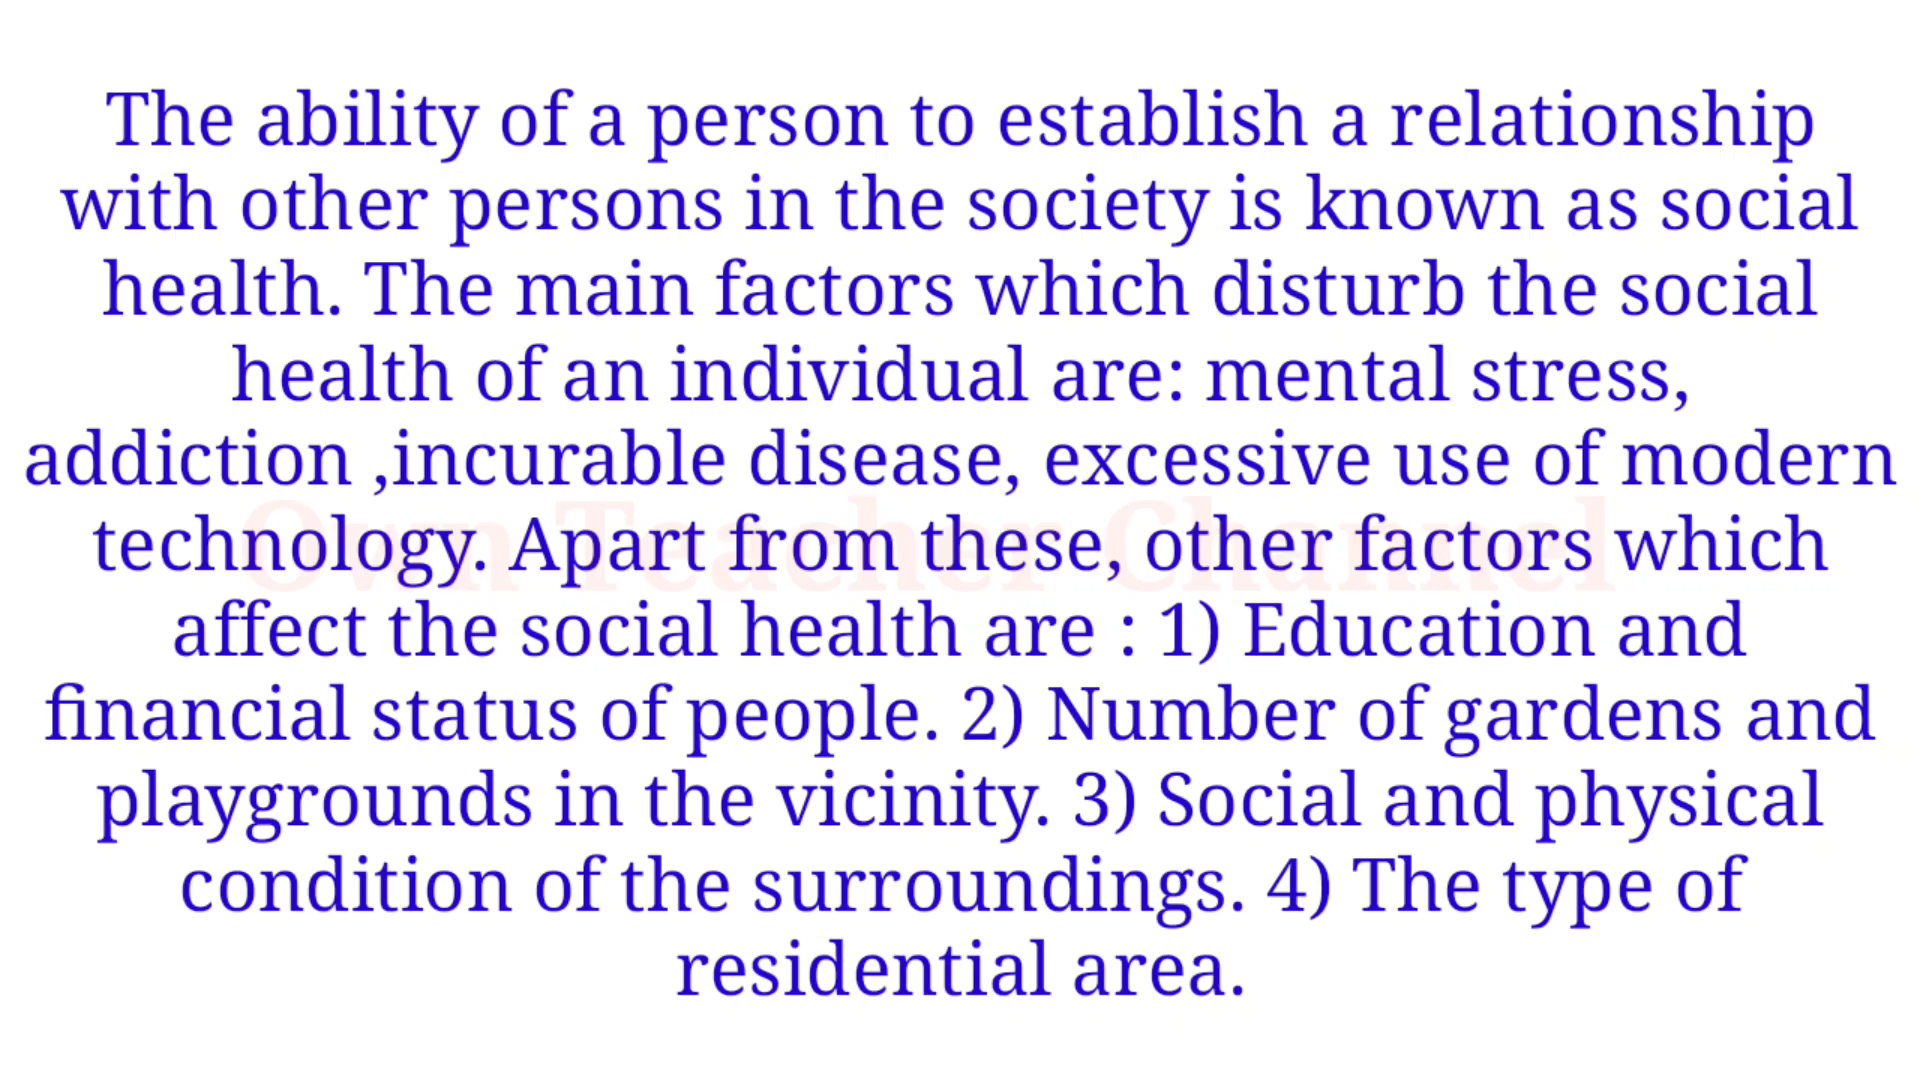 The ability of a person to establish a relationship
with other persons in the society is known as social
health. The main factors which disturb the social
health of an individual are: mental stress,
addiction ,incurable disease, excessive use of modern
technology. Apart from these, other factors which
Own Teacher Channel
affect the social health are : 1) Education and
financial status of people. 2) Number of gardens and
playgrounds in the vicinity. 3) Social and physical
condition of the surroundings. 4) The type of
residential area.